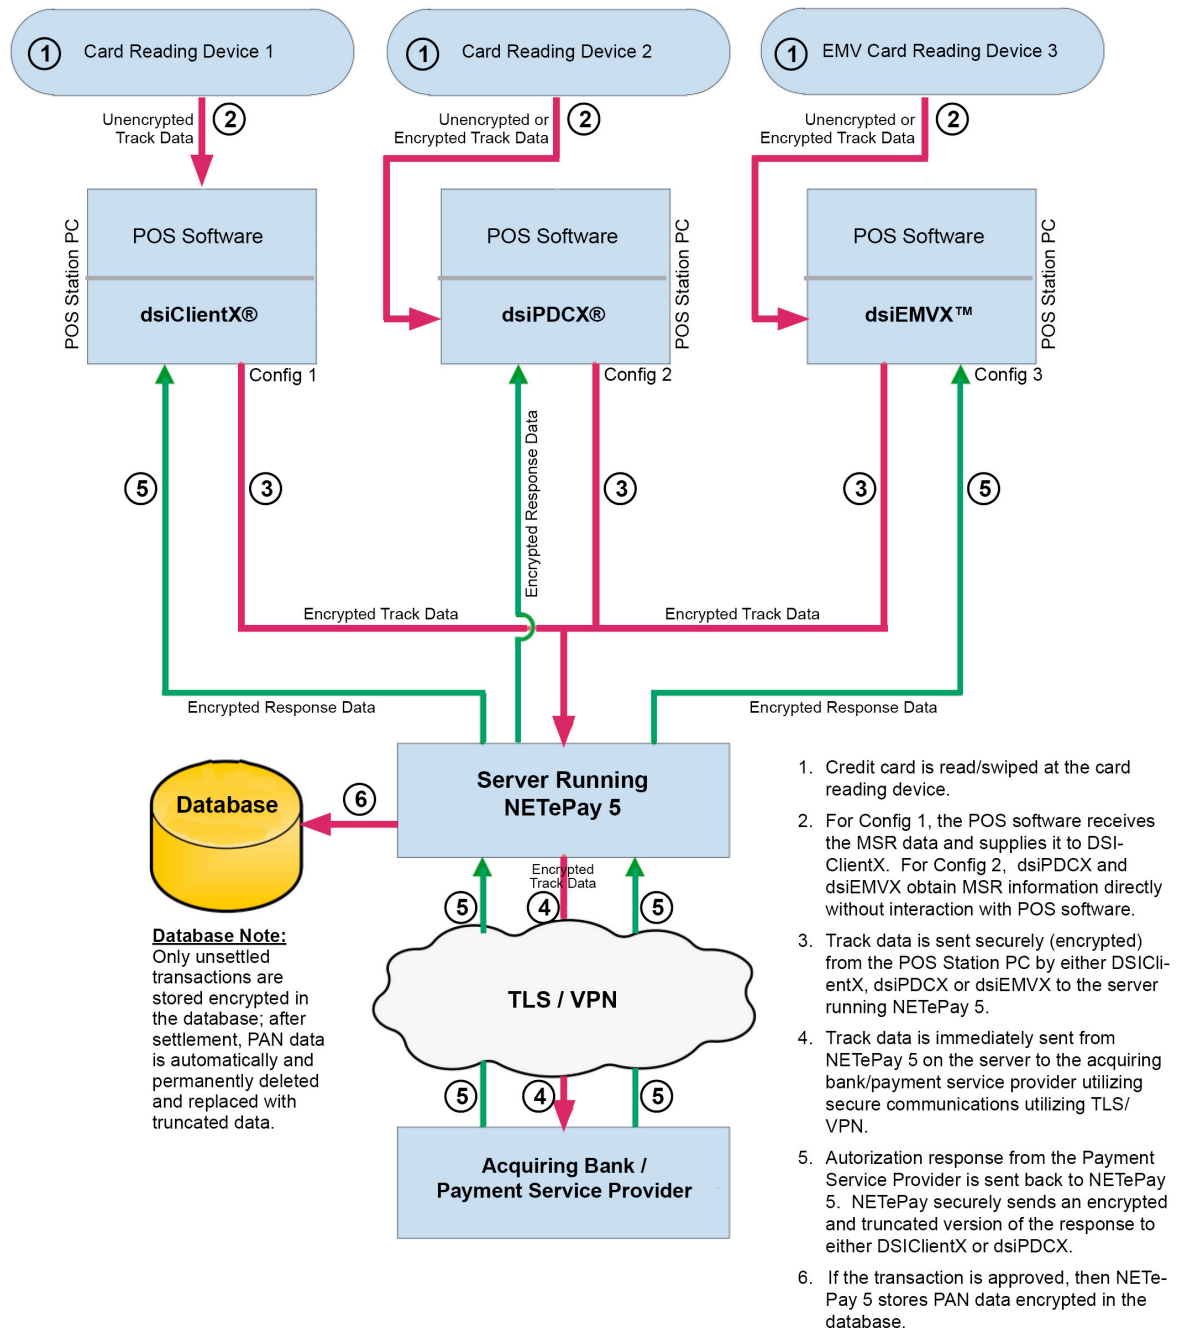 1 Card Reading Device 1
1 Card Reading Device 2
1 EMV Card Reading Device 3
Unencrypted
Track Data
2
Unencrypted or
Encrypted Track Data
2
Unencrypted or
Encrypted Track Data
2
POS Station PC
POS Software
dsiClientX®
Config 1
POS Software
dsiPDCX®
POS Station PC
Config 2
POS Software
dsiEMVX™
POS Station PC
Config 3
5
3
Encrypted Response Data
3
3
5
Encrypted Track Data
Encrypted Track Data
Encrypted Response Data
Encrypted Response Data
Server Running
NETePay 5
6
Database
Database Note:
Only unsettled
transactions are
stored encrypted in
the database; after
settlement, PAN data
is automatically and
permanently deleted
and replaced with
truncated data.
Encrypted
Track Data
5
4
5
TLS / VPN
5
4
5
Acquiring Bank /
Payment Service Provider
1. Credit card is read/swiped at the card
reading device.
2. For Config 1, the POS software receives
the MSR data and supplies it to DSI-
ClientX. For Config 2, dsiPDCX and
dsiEMVX obtain MSR information directly
without interaction with POS software.
3. Track data is sent securely (encrypted)
from the POS Station PC by either DSICli-
entX, dsiPDCX or dsiEMVX to the server
running NETePay 5.
4. Track data is immediately sent from
NETePay 5 on the server to the acquiring
bank/payment service provider utilizing
secure communications utilizing TLS/
VPN.
5. Autorization response from the Payment
Service Provider is sent back to NETePay
5. NETePay securely sends an encrypted
and truncated version of the response to
either DSIClientX or dsiPDCX.
6. If the transaction is approved, then NETe-
Pay 5 stores PAN data encrypted in the
database.